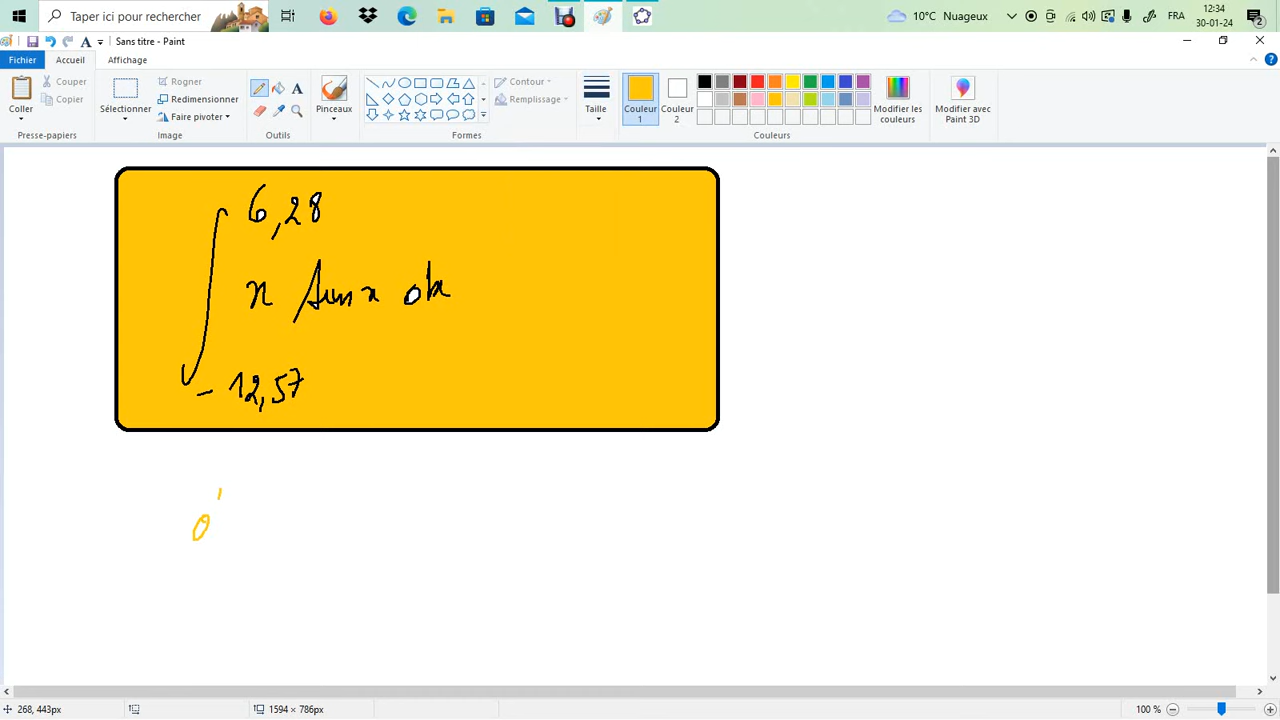 Taper ici pour rechercher
10°C Nuageux
FRA
12:34
30-01-24
2
Sans titre - Paint
Fichier Accueil Affichage
Coller
Couper
Copier
Presse-papiers
Sélectionner
Rogner
Redimensionner
Faire pivoter
Image
A
Outils
Pinceaux
Contour
Remplissage
Formes
Taille
Couleur 1
Couleur 2
Modifier les couleurs
Couleurs
Modifier avec Paint 3D
6,28
∫ x sin x dx
- 12,57
268, 443px
1594 × 786px
100 %